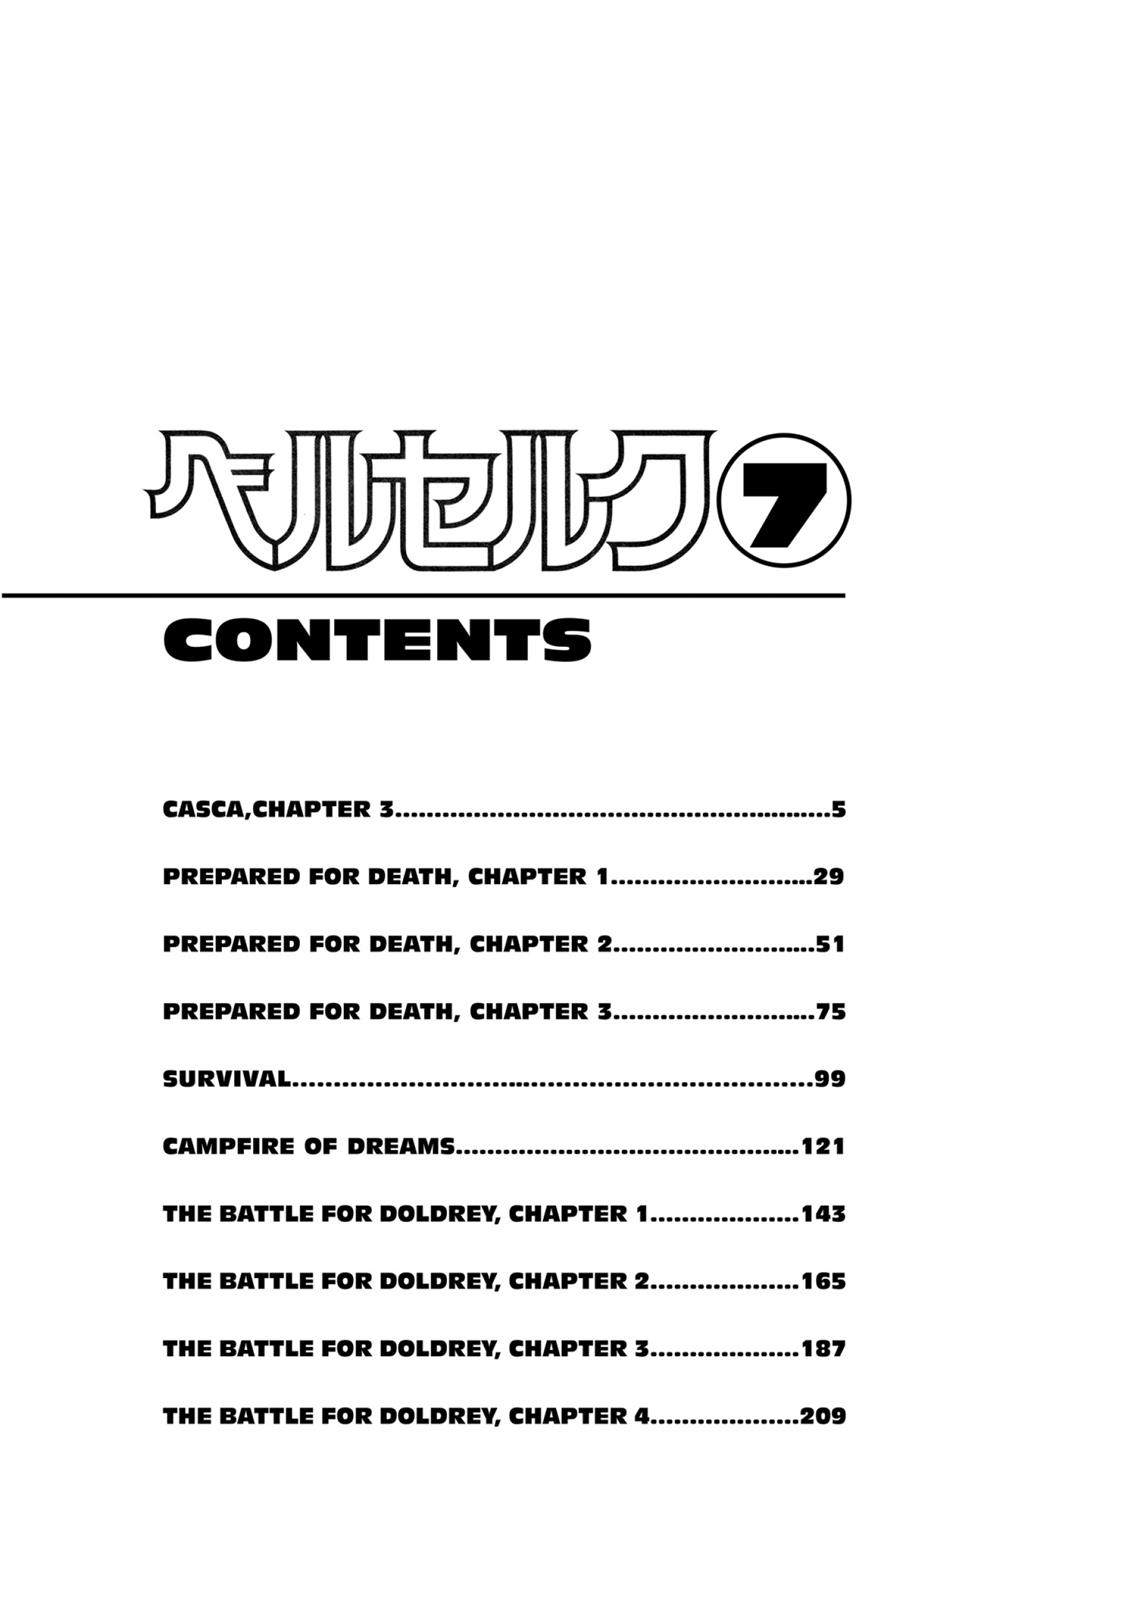 ベルセルク7
CONTENTS
CASCA,CHAPTER 3..........................................................5
PREPARED FOR DEATH, CHAPTER 1..........................29
PREPARED FOR DEATH, CHAPTER 2..........................51
PREPARED FOR DEATH, CHAPTER 3..........................75
SURVIVAL..................................................................99
CAMPFIRE OF DREAMS............................................121
THE BATTLE FOR DOLDREY, CHAPTER 1...................143
THE BATTLE FOR DOLDREY, CHAPTER 2...................165
THE BATTLE FOR DOLDREY, CHAPTER 3...................187
THE BATTLE FOR DOLDREY, CHAPTER 4...................209